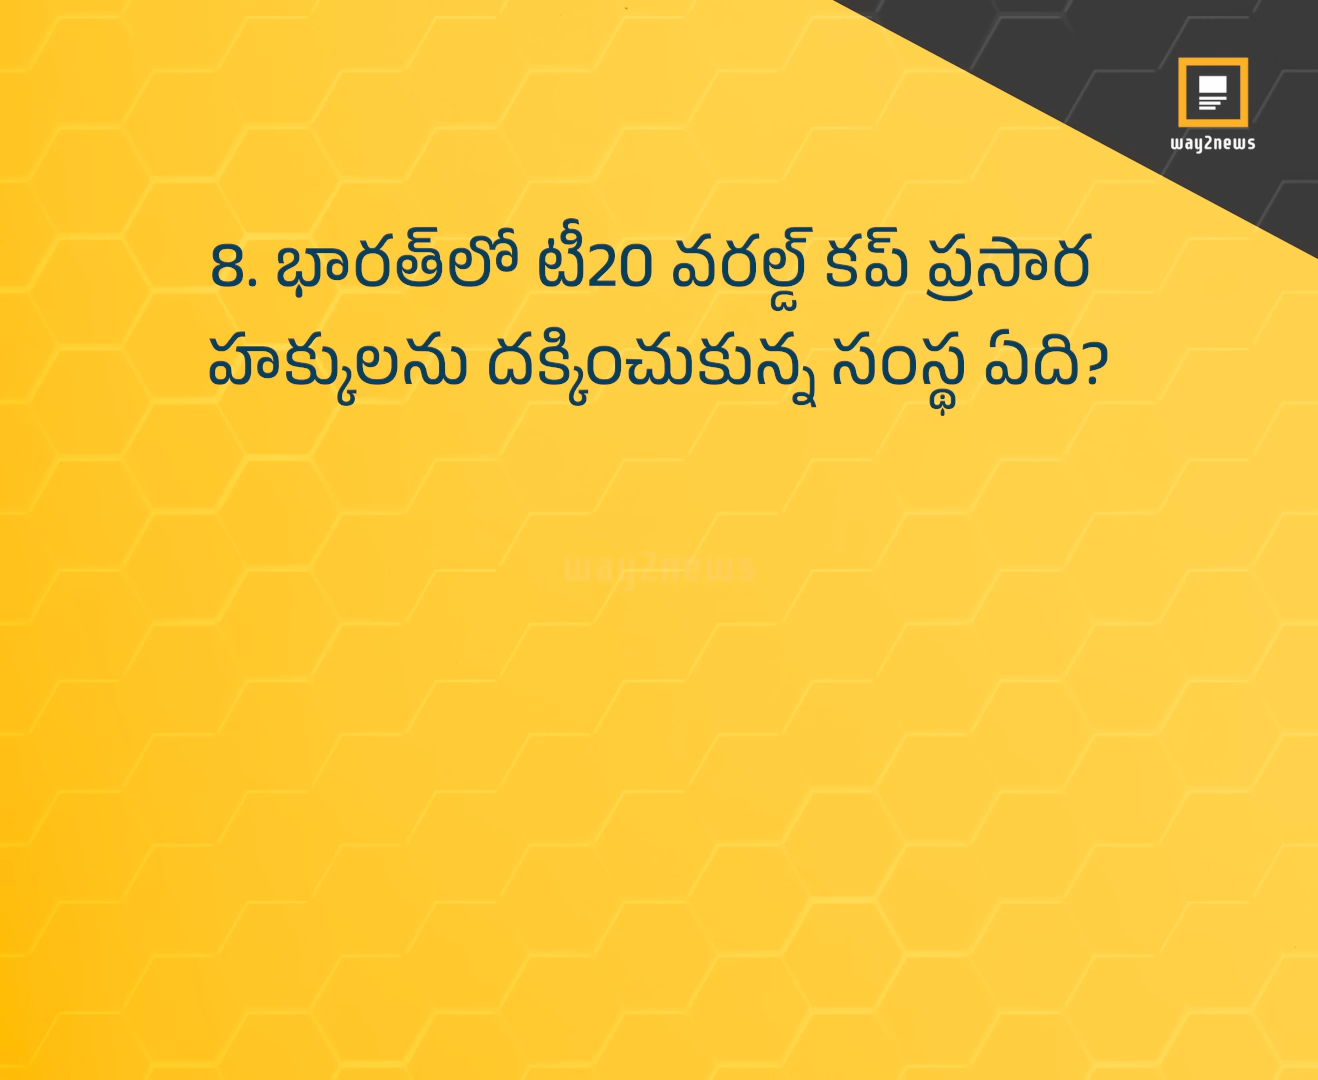 way2news
8. భారత్‌లో టీ20 వరల్డ్ కప్ ప్రసార
హక్కులను దక్కించుకున్న సంస్థ ఏది?
way2news